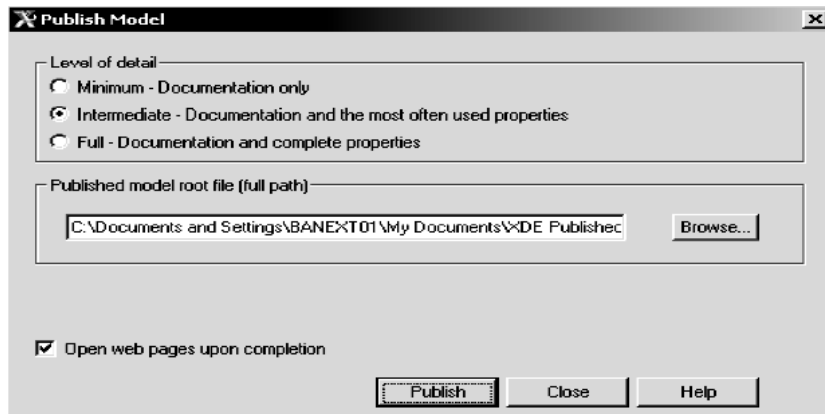 Publish Model
Level of detail
Minimum - Documentation only
Intermediate - Documentation and the most often used properties
Full - Documentation and complete properties
Published model root file (full path)
C:\Documents and Settings\BANEXT01\My Documents\XDE Published
Browse...
Open web pages upon completion
Publish Close Help